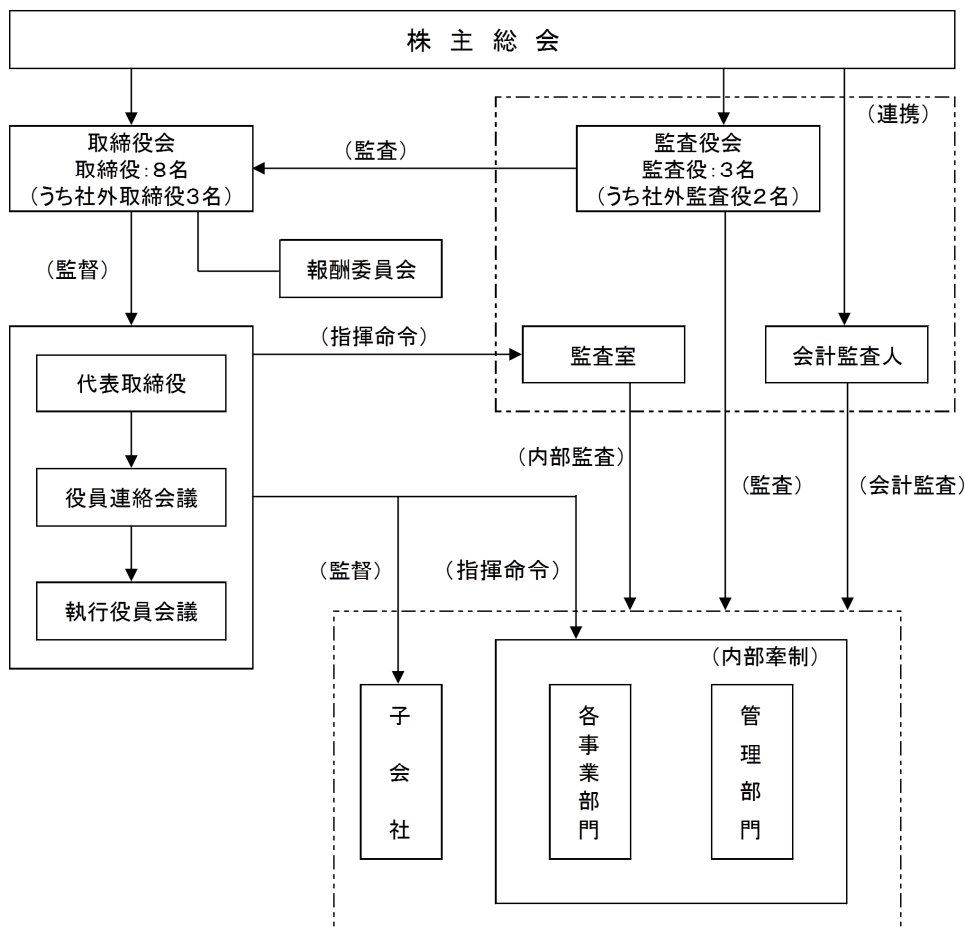 株主総会
（連携）
取締役会
取締役：８名
（うち社外取締役３名）
（監査）
監査役会
監査役：３名
（うち社外監査役２名）
（監督）
報酬委員会
（指揮命令）
監査室
会計監査人
代表取締役
役員連絡会議
執行役員会議
（内部監査）
（監査）
（会計監査）
（監督）
（指揮命令）
（内部牽制）
子会社
各事業部門
管理部門